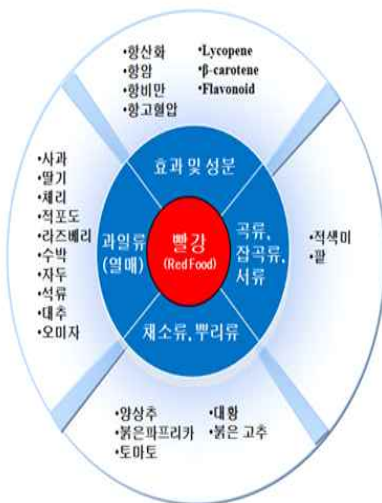 •항산화 •Lycopene
•항암 •β-carotene
•항비만 •Flavonoid
•항고혈압
효과 및 성분
•사과
•딸기
•체리
•적포도
•라즈베리
•수박
•자두
•석류
•대추
•오미자
과일류
(열매)
빨강
(Red Food)
곡류,
잡곡류,
서류
•적색미
•팥
채소류, 뿌리류
•양상추 •대황
•붉은파프리카 •붉은 고추
•토마토